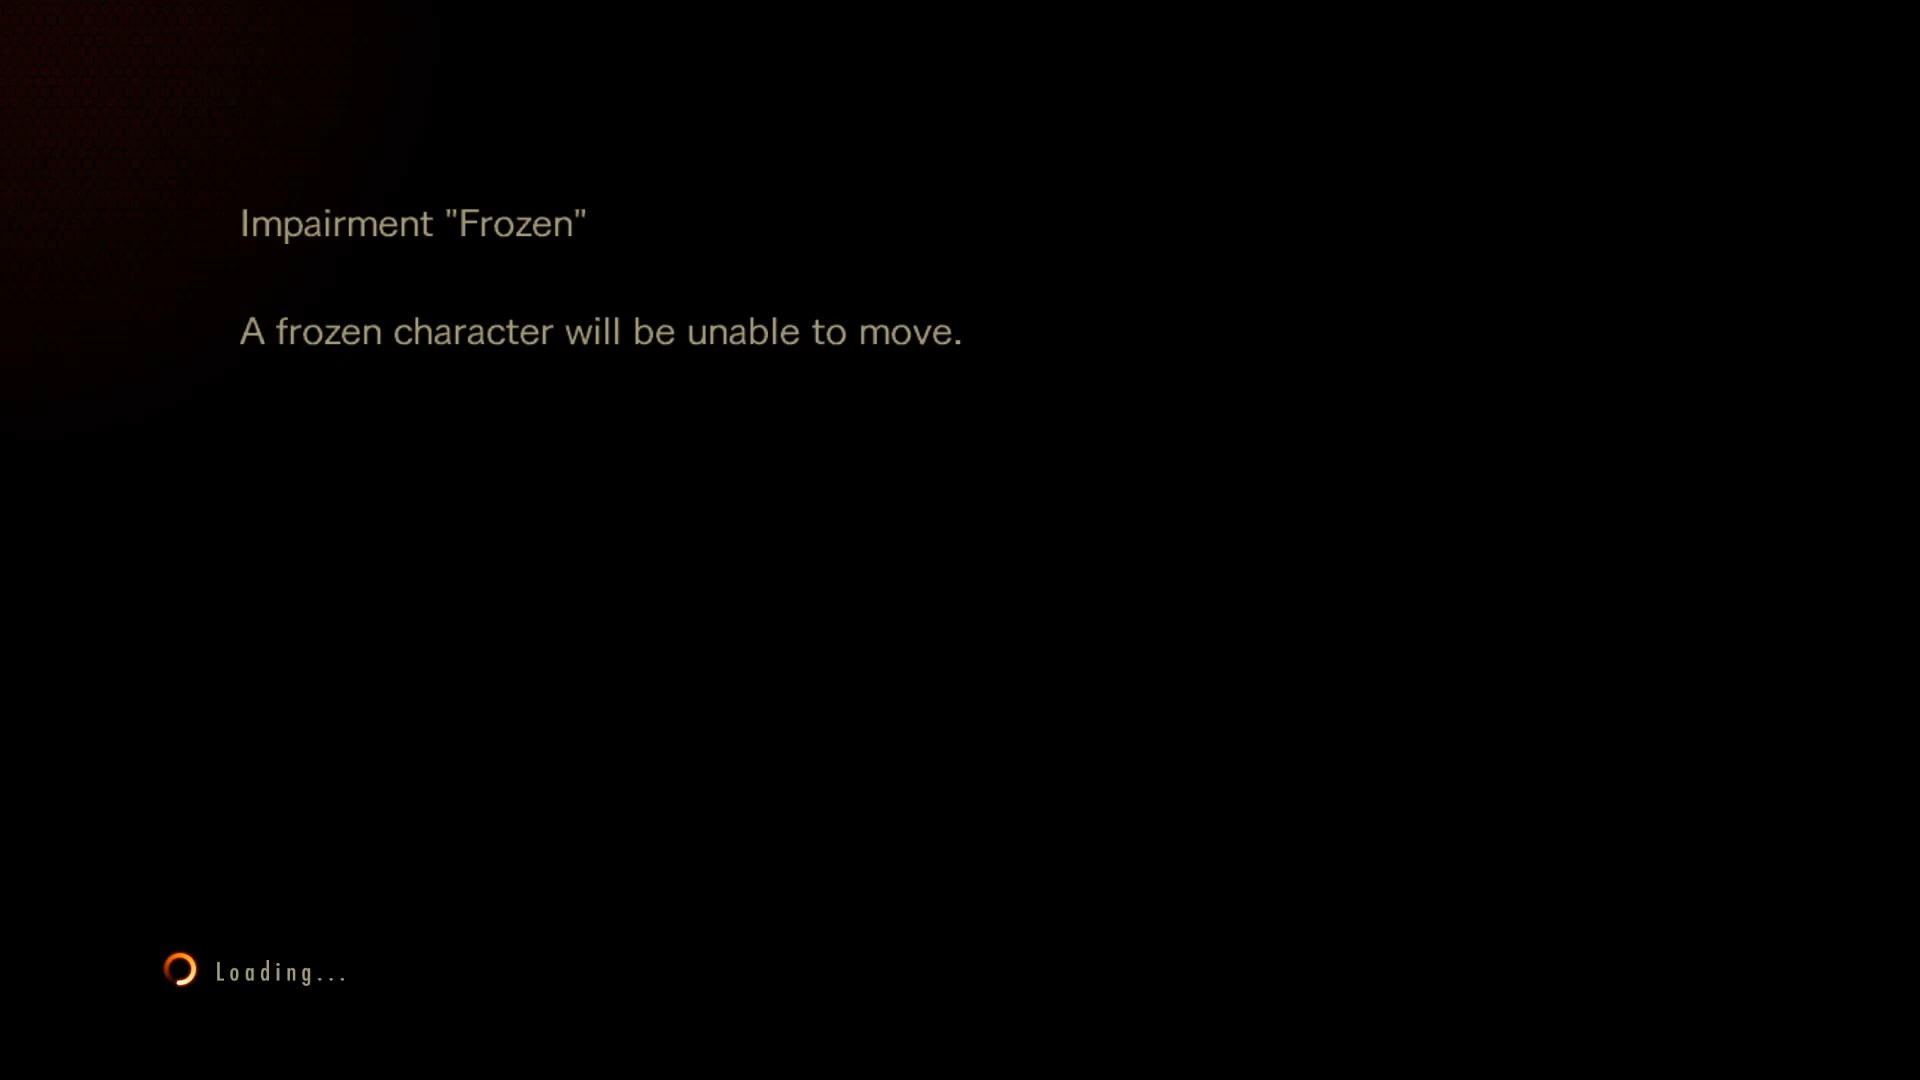 Impairment "Frozen"
A frozen character will be unable to move.
Loading...